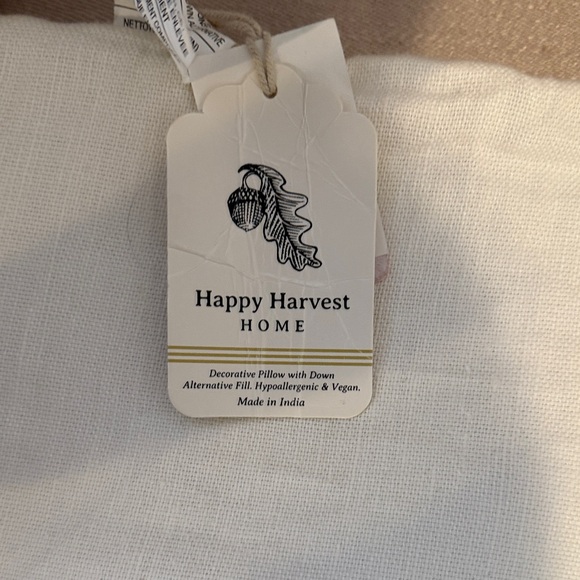 Happy Harvest
HOME
Decorative Pillow with Down
Alternative Fill. Hypoallergenic & Vegan.
Made in India